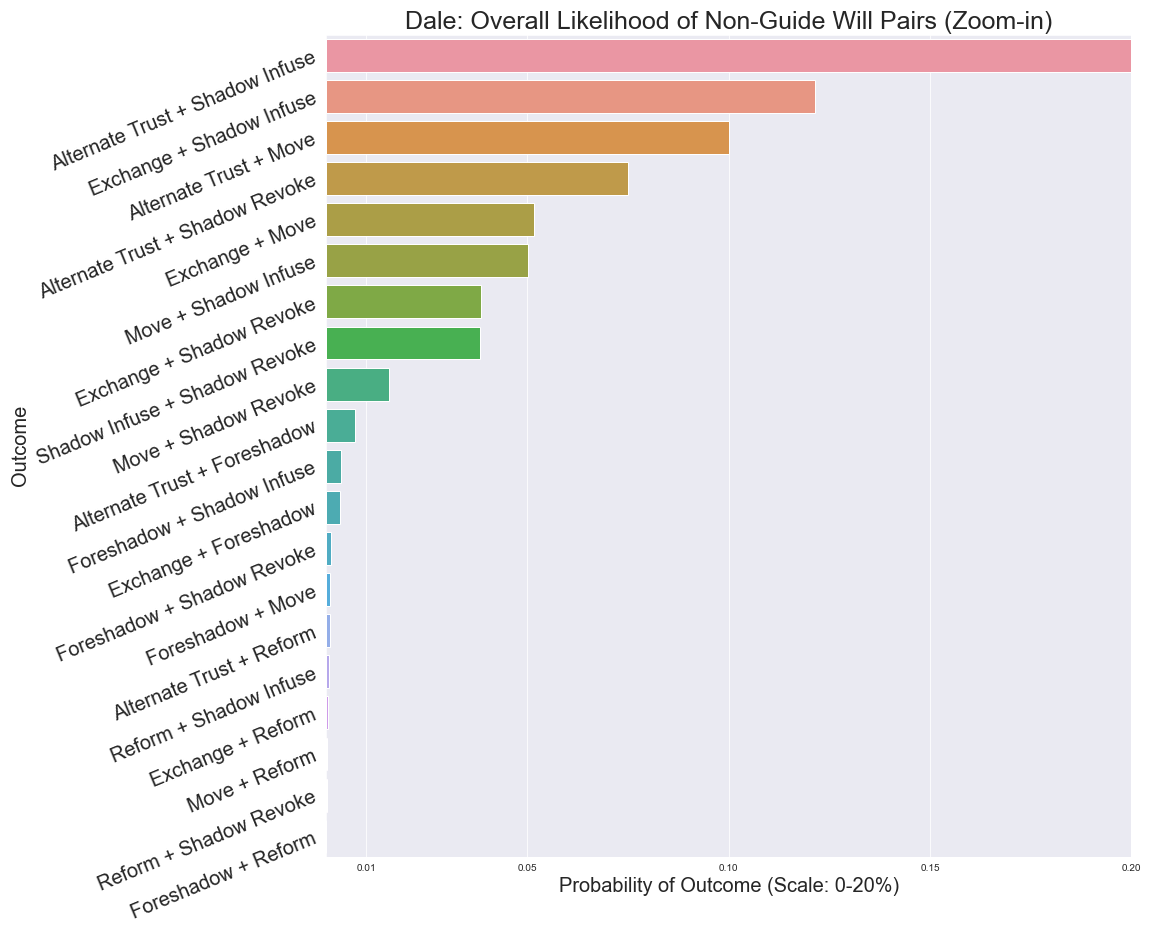 Dale: Overall Likelihood of Non-Guide Will Pairs (Zoom-in)
Outcome
Alternate Trust + Shadow Infuse
Exchange + Shadow Infuse
Alternate Trust + Move
Alternate Trust + Shadow Revoke
Exchange + Move
Move + Shadow Infuse
Exchange + Shadow Revoke
Shadow Infuse + Shadow Revoke
Move + Shadow Revoke
Alternate Trust + Foreshadow
Foreshadow + Shadow Infuse
Exchange + Foreshadow
Foreshadow + Shadow Revoke
Foreshadow + Move
Alternate Trust + Reform
Reform + Shadow Infuse
Exchange + Reform
Move + Reform
Reform + Shadow Revoke
Foreshadow + Reform
0.01 0.05 0.10 0.15 0.20
Probability of Outcome (Scale: 0-20%)